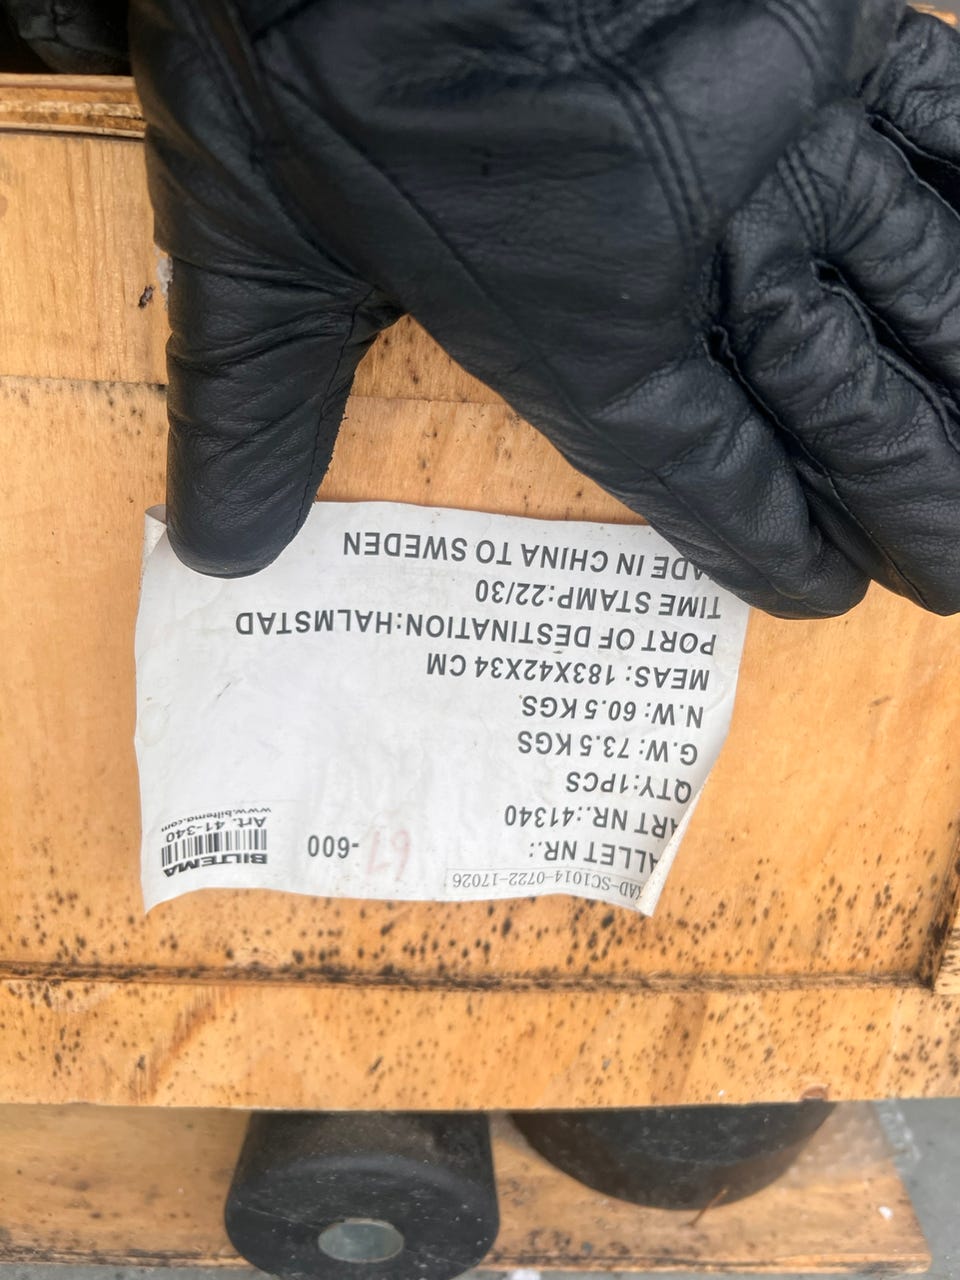 AD-SC1014-0722-17026
ALLET NR.: -600
ART NR.:41340
QTY:1PCS
G.W: 73.5 KGS
N.W: 60.5 KGS
MEAS: 183X42X34 CM
PORT OF DESTINATION:HALMSTAD
TIME STAMP:22/30
ADE IN CHINA TO SWEDEN
BILTEMA
Art. 41-340
www.biltema.com